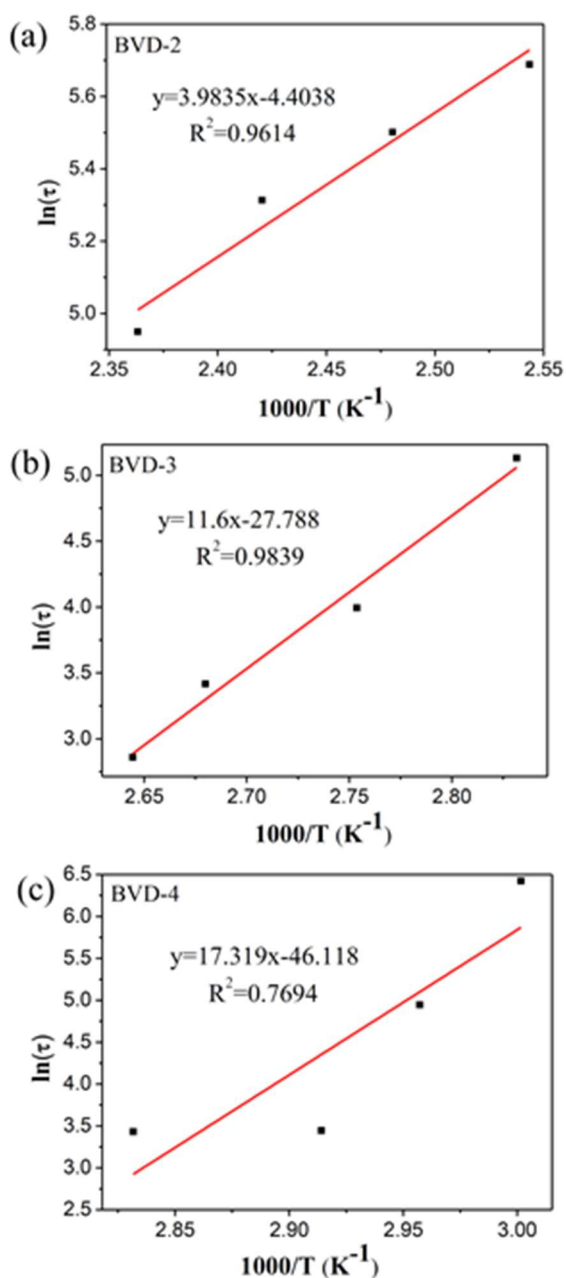 (a)
BVD-2
y=3.9835x-4.4038
R²=0.9614
ln(τ)
5.8
5.6
5.4
5.2
5.0
2.35 2.40 2.45 2.50 2.55
1000/T (K⁻¹)
(b)
BVD-3
y=11.6x-27.788
R²=0.9839
ln(τ)
5.0
4.5
4.0
3.5
3.0
2.65 2.70 2.75 2.80
1000/T (K⁻¹)
(c)
BVD-4
y=17.319x-46.118
R²=0.7694
ln(τ)
6.5
6.0
5.5
5.0
4.5
4.0
3.5
3.0
2.5
2.85 2.90 2.95 3.00
1000/T (K⁻¹)